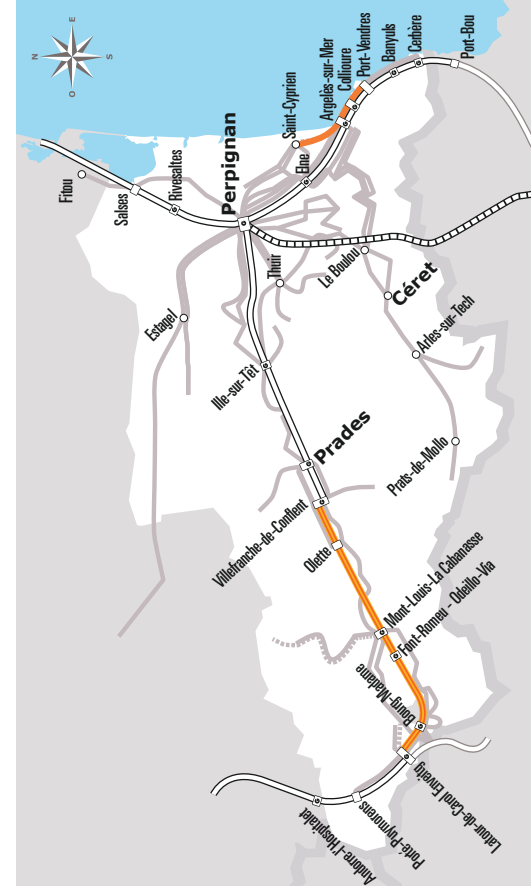 N
E
S
O
Fitou
Salses
Rivesaltes
Perpignan
Saint-Cyprien
Elne
Argelès-sur-Mer
Collioure
Port-Vendres
Banyuls
Cerbère
Port-Bou
Estagel
Thuir
Le Boulou
Céret
Arles-sur-Tech
Ille-sur-Têt
Prades
Prats-de-Mollo
Villefranche-de-Conflent
Olette
Mont-Louis-La Cabanasse
Font-Romeu - Odeillo-Via
Bourg-Madame
Latour-de-Carol Enveitg
Porté-Puymorens
Andorre-l'Hospitalet